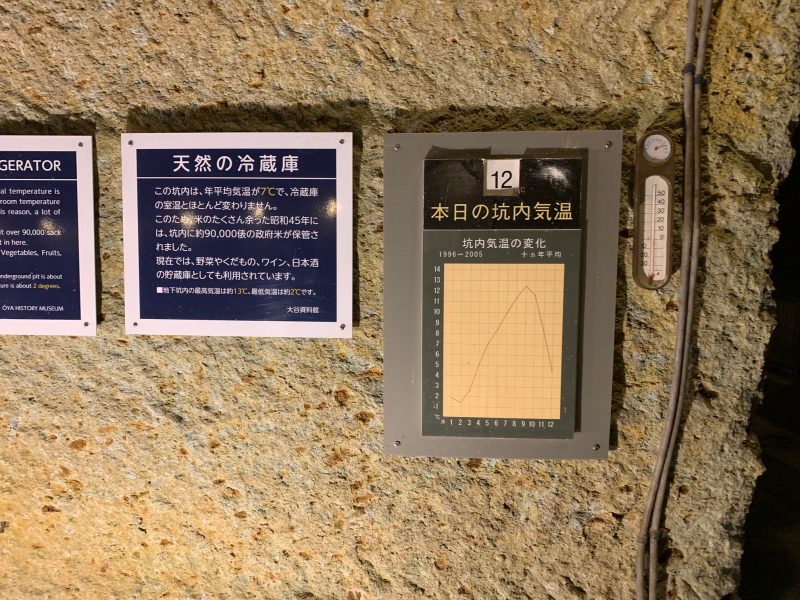 GERATOR
al temperature is
room temperature
is reason, a lot of
it over 90,000 sack
t in here.
Vegetables, Fruits,
nderground pit is about
ture is about 2 degrees.
ŌYA HISTORY MUSEUM
天然の冷蔵庫
この坑内は、年平均気温が7℃で、冷蔵庫
の室温とほとんど変わりません。
このため、米のたくさん余った昭和45年に
は、坑内に約90,000俵の政府米が保管さ
れました。
現在では、野菜やくだもの、ワイン、日本酒
の貯蔵庫としても利用されています。
■地下坑内の最高気温は約13℃、最低気温は約2℃です。
大谷資料館
12
本日の坑内気温
坑内気温の変化
1996〜2005 十ヵ年平均
14
13
12
11
10
9
8
7
6
5
4
3
2
1
℃
月 1 2 3 4 5 6 7 8 9 10 11 12
50
40
30
20
10
0